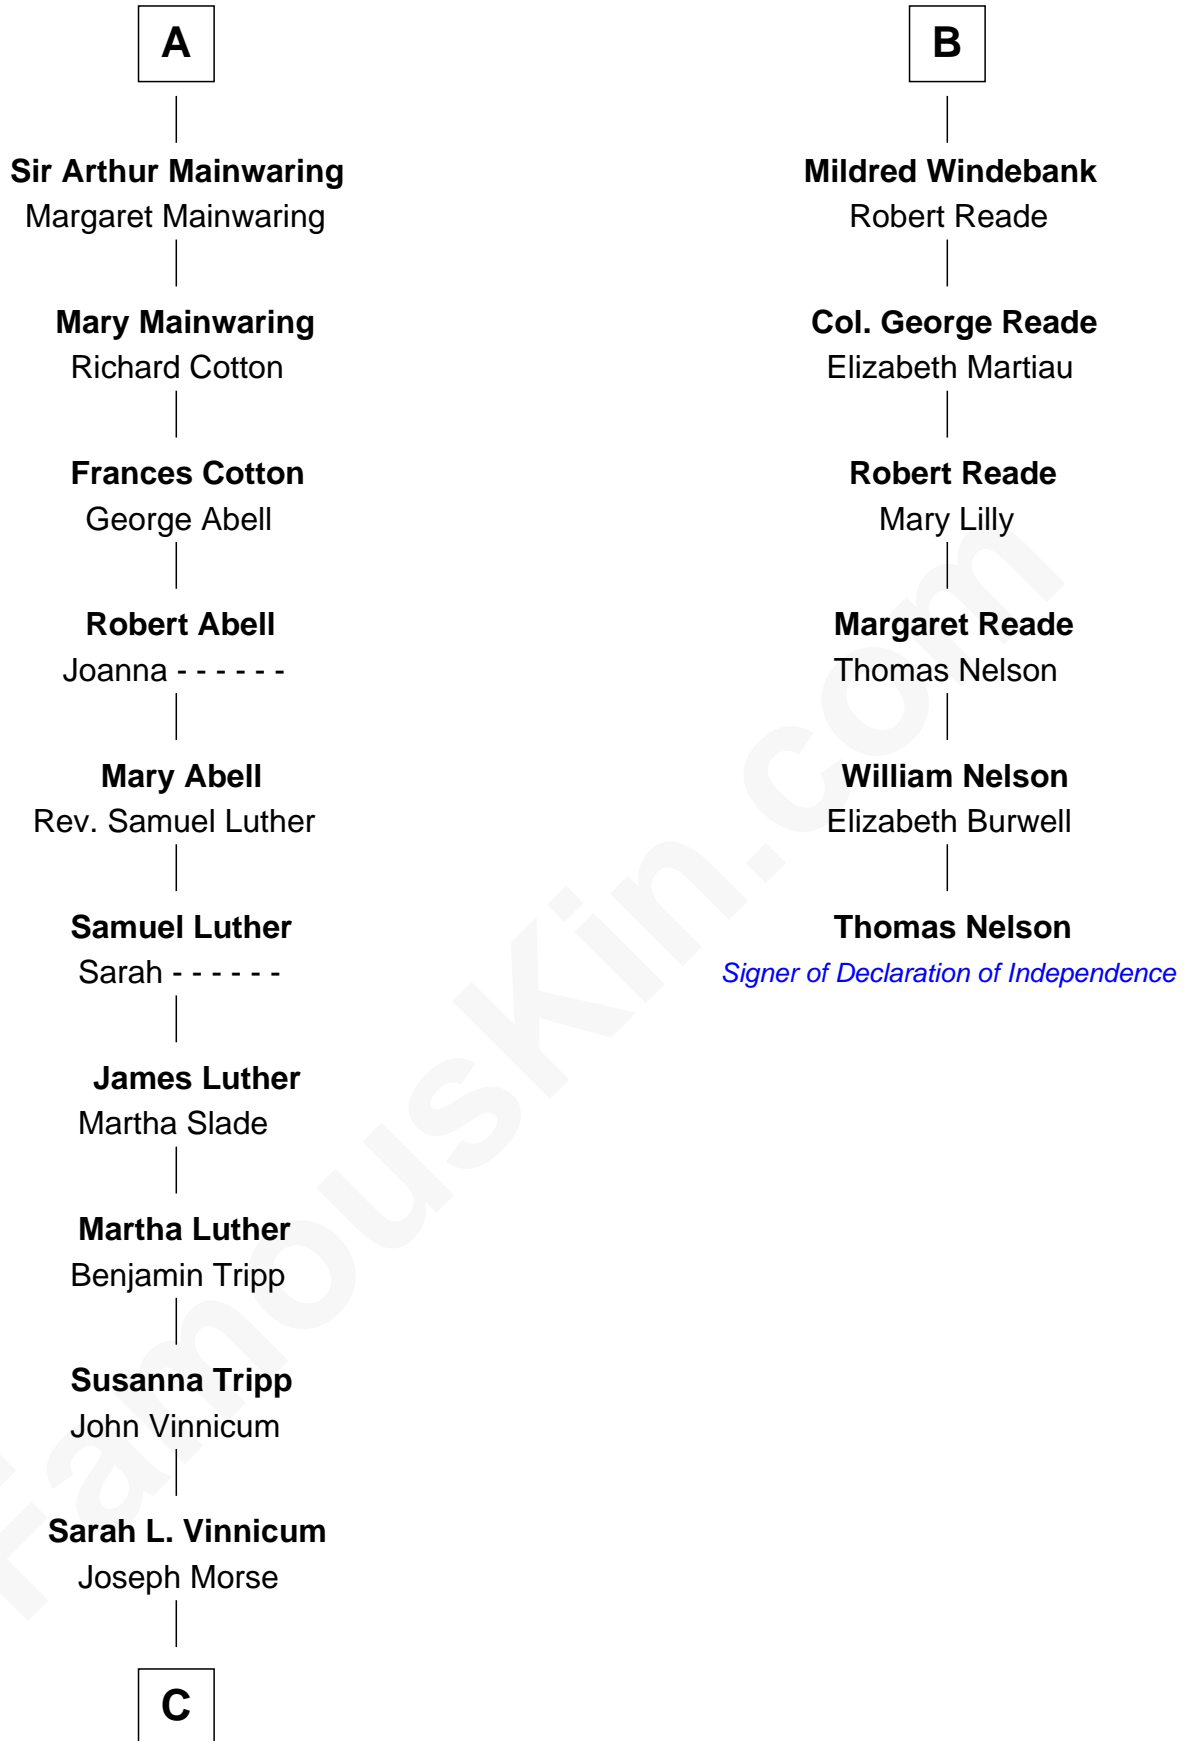 A
Sir Arthur Mainwaring
Margaret Mainwaring
Mary Mainwaring
Richard Cotton
Frances Cotton
George Abell
Robert Abell
Joanna - - - - - -
Mary Abell
Rev. Samuel Luther
Samuel Luther
Sarah - - - - - -
James Luther
Martha Slade
Martha Luther
Benjamin Tripp
Susanna Tripp
John Vinnicum
Sarah L. Vinnicum
Joseph Morse
C
B
Mildred Windebank
Robert Reade
Col. George Reade
Elizabeth Martiau
Robert Reade
Mary Lilly
Margaret Reade
Thomas Nelson
William Nelson
Elizabeth Burwell
Thomas Nelson
Signer of Declaration of Independence
FamousKin.com